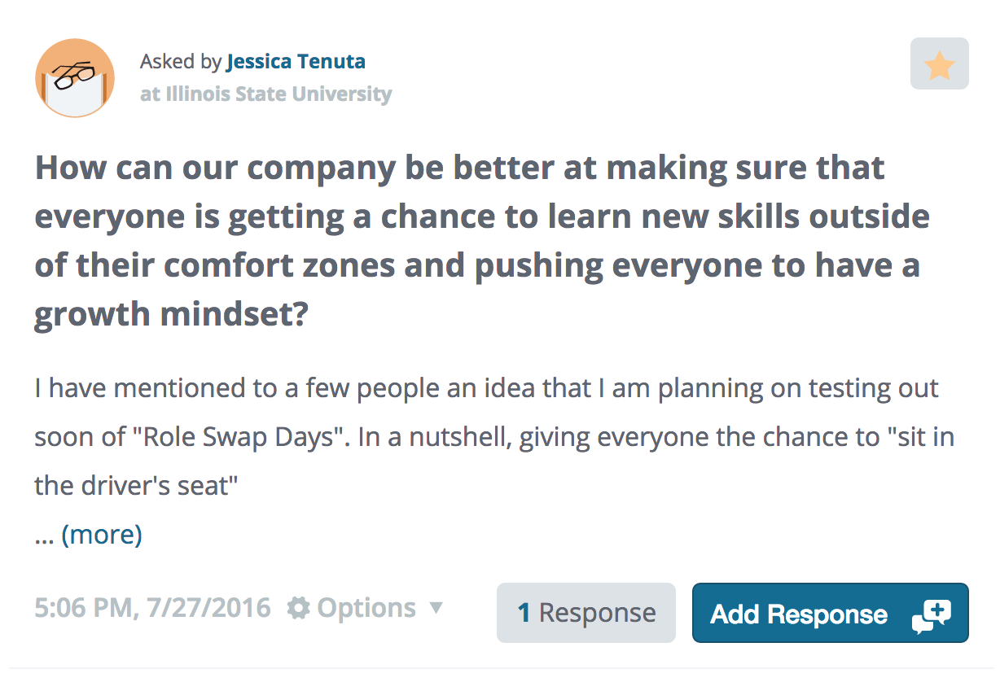 Asked by Jessica Tenuta
at Illinois State University
How can our company be better at making sure that
everyone is getting a chance to learn new skills outside
of their comfort zones and pushing everyone to have a
growth mindset?
I have mentioned to a few people an idea that I am planning on testing out
soon of "Role Swap Days". In a nutshell, giving everyone the chance to "sit in
the driver's seat"
... (more)
5:06 PM, 7/27/2016 Options ▼ 1 Response Add Response